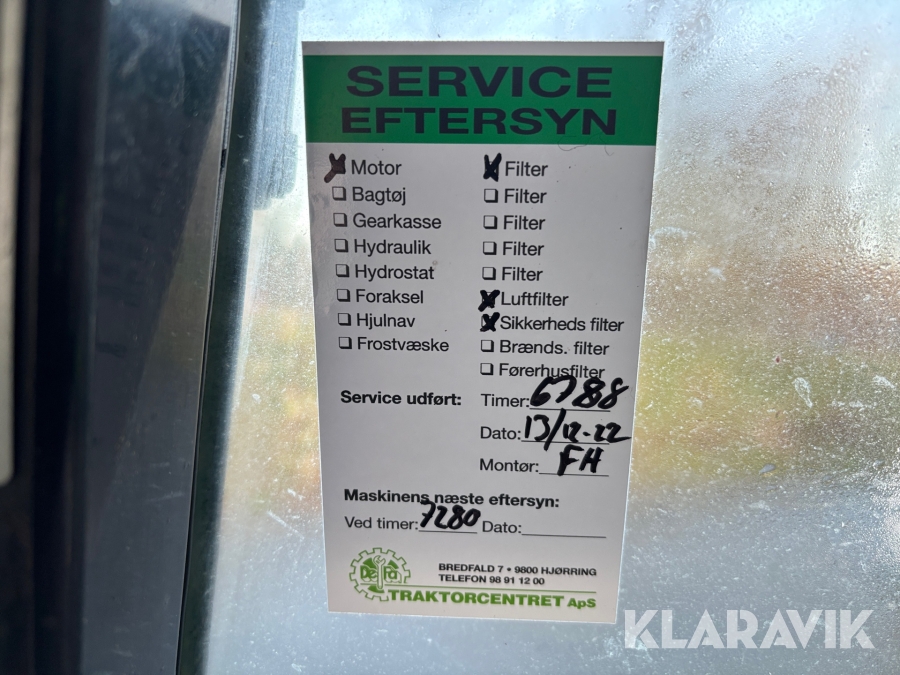 SERVICE
EFTERSYN
Motor
Filter
Bagtøj
Filter
Gearkasse
Filter
Hydraulik
Filter
Hydrostat
Filter
Foraksel
Luftfilter
Hjulnav
Sikkerheds filter
Frostvæske
Brænds. filter
Førerhusfilter
Service udført:
Timer: 6788
Dato: 13/12-22
Montør: FH
Maskinens næste eftersyn:
Ved timer: 7280 Dato:
DeFa
BREDFALD 7 • 9800 HJØRRING
TELEFON 98 91 12 00
TRAKTORCENTRET ApS
KLARAVIK